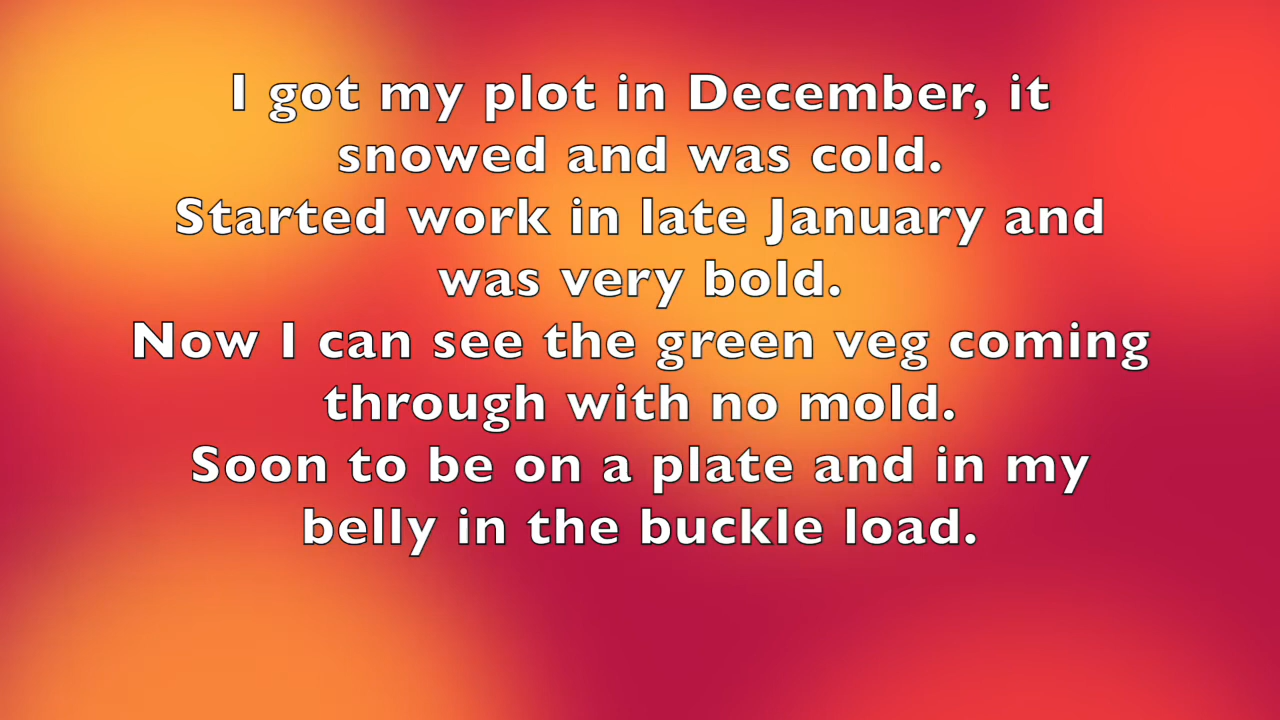 I got my plot in December, it
snowed and was cold.
Started work in late January and
was very bold.
Now I can see the green veg coming
through with no mold.
Soon to be on a plate and in my
belly in the buckle load.